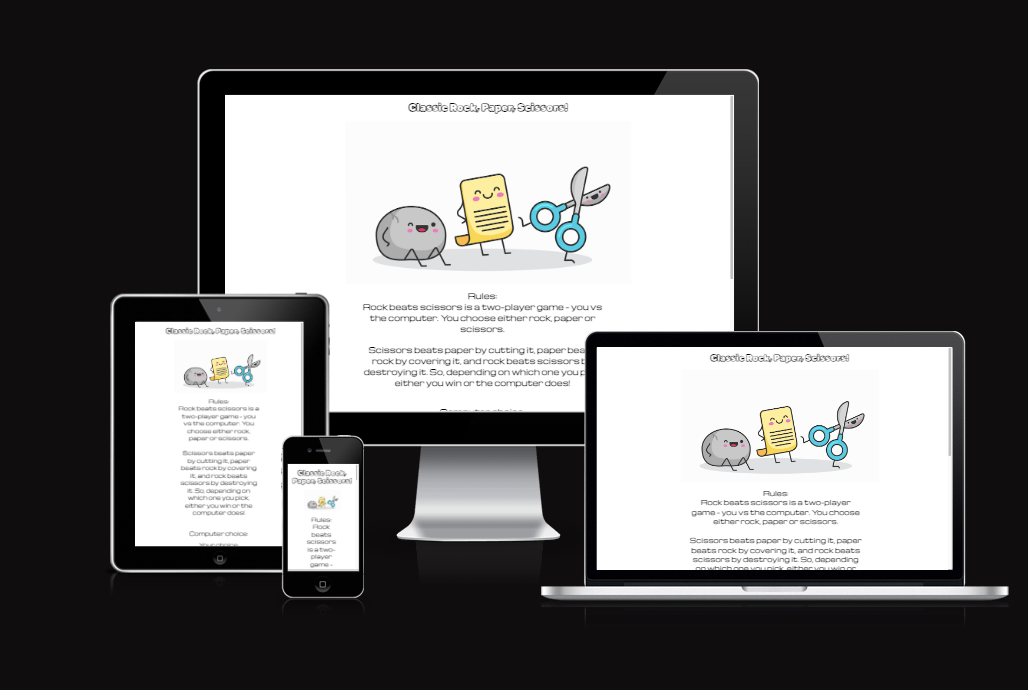 Classic Rock, Paper, Scissors!
Rules:
Rock beats scissors is a two-player game - you vs
the computer. You choose either rock, paper or
scissors.
Scissors beats paper by cutting it, paper
rock by covering it, and rock beats scissors
destroying it. So, depending on which one you
either you win or the computer does!
Computer choice
Classic Rock, Paper, Scissors!
Rules:
Rock beats scissors is a
two-player game - you
vs the computer. You
choose either rock,
paper or scissors.
Scissors beats paper
by cutting it, paper
beats rock by covering
it, and rock beats
scissors by destroying
it. So, depending on
which one you pick,
either you win or the
computer does!
Computer choice:
Your choice:
Classic Rock,
Paper, Scissors!
Rules:
Rock
beats
scissors
is a two-
player
game -
Classic Rock, Paper, Scissors!
Rules:
Rock beats scissors is a two-player
game - you vs the computer. You choose
either rock, paper or scissors.
Scissors beats paper by cutting it, paper
beats rock by covering it, and rock beats
scissors by destroying it. So, depending
on which one you pick, either you win or